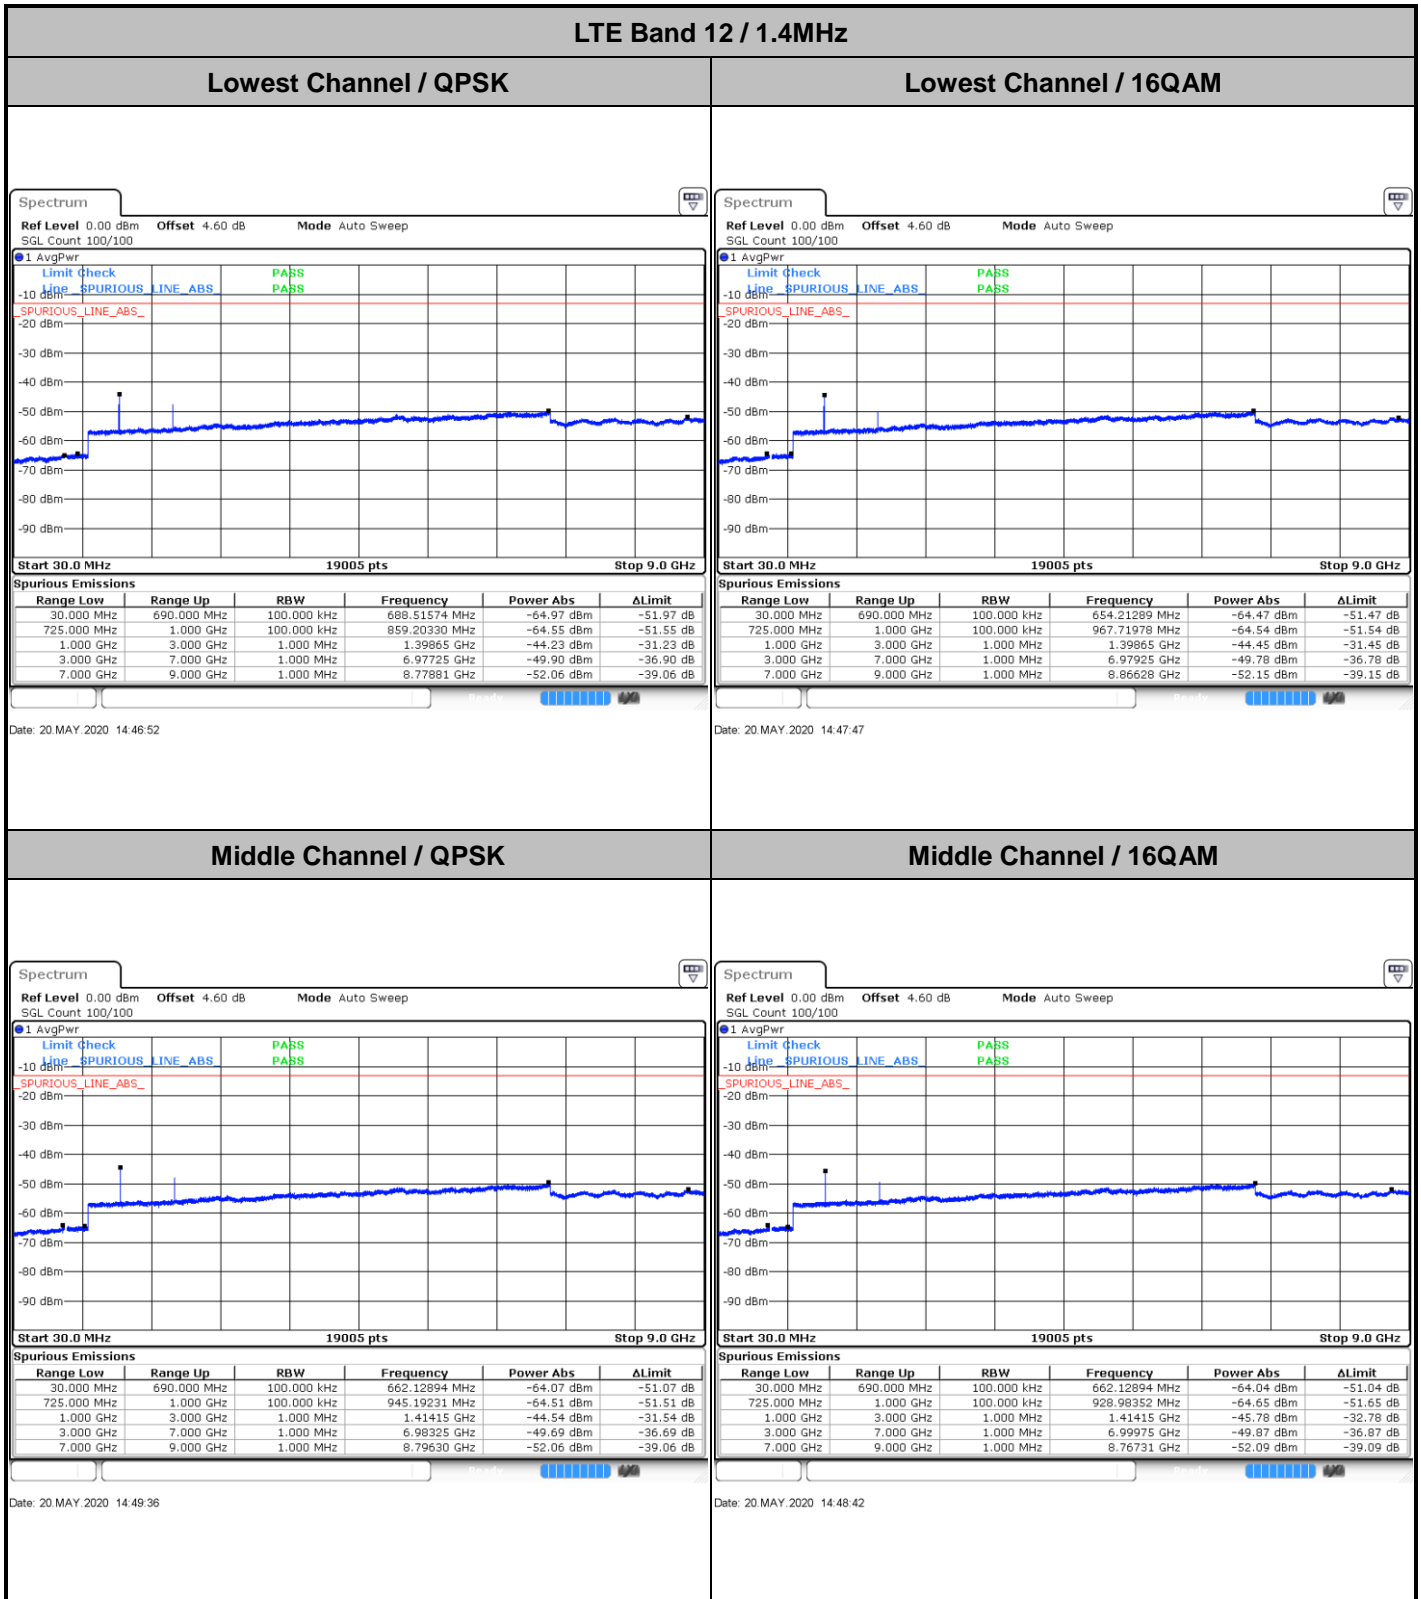 LTE Band 12 / 1.4MHz
Lowest Channel / QPSK
Lowest Channel / 16QAM
Spectrum
Ref Level 0.00 dBm Offset 4.60 dB Mode Auto Sweep
SGL Count 100/100
1 AvgPwr
Limit Check PASS
Line _SPURIOUS_LINE_ABS_ PASS
-10 dBm
_SPURIOUS_LINE_ABS_
-20 dBm
-30 dBm
-40 dBm
-50 dBm
-60 dBm
-70 dBm
-80 dBm
-90 dBm
Start 30.0 MHz 19005 pts Stop 9.0 GHz
Spurious Emissions
Range Low Range Up RBW Frequency Power Abs ΔLimit
30.000 MHz 690.000 MHz 100.000 kHz 688.51574 MHz -64.97 dBm -51.97 dB
725.000 MHz 1.000 GHz 100.000 kHz 859.20330 MHz -64.55 dBm -51.55 dB
1.000 GHz 3.000 GHz 1.000 MHz 1.39865 GHz -44.23 dBm -31.23 dB
3.000 GHz 7.000 GHz 1.000 MHz 6.97725 GHz -49.90 dBm -36.90 dB
7.000 GHz 9.000 GHz 1.000 MHz 8.77881 GHz -52.06 dBm -39.06 dB
Date: 20.MAY.2020 14:46:52
Spectrum
Ref Level 0.00 dBm Offset 4.60 dB Mode Auto Sweep
SGL Count 100/100
1 AvgPwr
Limit Check PASS
Line _SPURIOUS_LINE_ABS_ PASS
-10 dBm
_SPURIOUS_LINE_ABS_
-20 dBm
-30 dBm
-40 dBm
-50 dBm
-60 dBm
-70 dBm
-80 dBm
-90 dBm
Start 30.0 MHz 19005 pts Stop 9.0 GHz
Spurious Emissions
Range Low Range Up RBW Frequency Power Abs ΔLimit
30.000 MHz 690.000 MHz 100.000 kHz 654.21289 MHz -64.47 dBm -51.47 dB
725.000 MHz 1.000 GHz 100.000 kHz 967.71978 MHz -64.54 dBm -51.54 dB
1.000 GHz 3.000 GHz 1.000 MHz 1.39865 GHz -44.45 dBm -31.45 dB
3.000 GHz 7.000 GHz 1.000 MHz 6.97925 GHz -49.78 dBm -36.78 dB
7.000 GHz 9.000 GHz 1.000 MHz 8.86628 GHz -52.15 dBm -39.15 dB
Date: 20.MAY.2020 14:47:47
Middle Channel / QPSK
Middle Channel / 16QAM
Spectrum
Ref Level 0.00 dBm Offset 4.60 dB Mode Auto Sweep
SGL Count 100/100
1 AvgPwr
Limit Check PASS
Line _SPURIOUS_LINE_ABS_ PASS
-10 dBm
_SPURIOUS_LINE_ABS_
-20 dBm
-30 dBm
-40 dBm
-50 dBm
-60 dBm
-70 dBm
-80 dBm
-90 dBm
Start 30.0 MHz 19005 pts Stop 9.0 GHz
Spurious Emissions
Range Low Range Up RBW Frequency Power Abs ΔLimit
30.000 MHz 690.000 MHz 100.000 kHz 662.12894 MHz -64.07 dBm -51.07 dB
725.000 MHz 1.000 GHz 100.000 kHz 945.19231 MHz -64.51 dBm -51.51 dB
1.000 GHz 3.000 GHz 1.000 MHz 1.41415 GHz -44.54 dBm -31.54 dB
3.000 GHz 7.000 GHz 1.000 MHz 6.98325 GHz -49.69 dBm -36.69 dB
7.000 GHz 9.000 GHz 1.000 MHz 8.79630 GHz -52.06 dBm -39.06 dB
Date: 20.MAY.2020 14:49:36
Spectrum
Ref Level 0.00 dBm Offset 4.60 dB Mode Auto Sweep
SGL Count 100/100
1 AvgPwr
Limit Check PASS
Line _SPURIOUS_LINE_ABS_ PASS
-10 dBm
_SPURIOUS_LINE_ABS_
-20 dBm
-30 dBm
-40 dBm
-50 dBm
-60 dBm
-70 dBm
-80 dBm
-90 dBm
Start 30.0 MHz 19005 pts Stop 9.0 GHz
Spurious Emissions
Range Low Range Up RBW Frequency Power Abs ΔLimit
30.000 MHz 690.000 MHz 100.000 kHz 662.12894 MHz -64.04 dBm -51.04 dB
725.000 MHz 1.000 GHz 100.000 kHz 928.98352 MHz -64.65 dBm -51.65 dB
1.000 GHz 3.000 GHz 1.000 MHz 1.41415 GHz -45.78 dBm -32.78 dB
3.000 GHz 7.000 GHz 1.000 MHz 6.99975 GHz -49.87 dBm -36.87 dB
7.000 GHz 9.000 GHz 1.000 MHz 8.76731 GHz -52.09 dBm -39.09 dB
Date: 20.MAY.2020 14:48:42